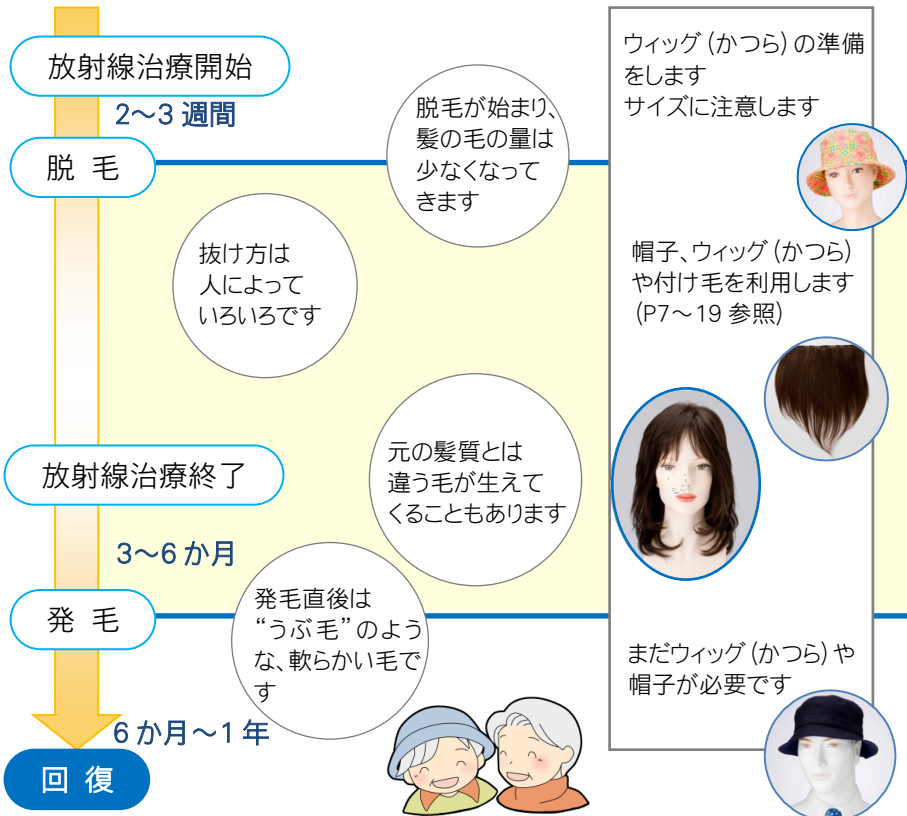 放射線治療開始
2～3週間
脱 毛
脱毛が始まり、
髪の毛の量は
少なくなって
きます
抜け方は
人によって
いろいろです
放射線治療終了
元の髪質とは
違う毛が生えて
くることもあります
3～6か月
発 毛
発毛直後は
“うぶ毛”のよう
な、軟らかい毛で
す
6か月～1年
回 復
ウィッグ(かつら)の準備
をします
サイズに注意します
帽子、ウィッグ(かつら)
や付け毛を利用します
(P7～19参照)
まだウィッグ(かつら)や
帽子が必要です